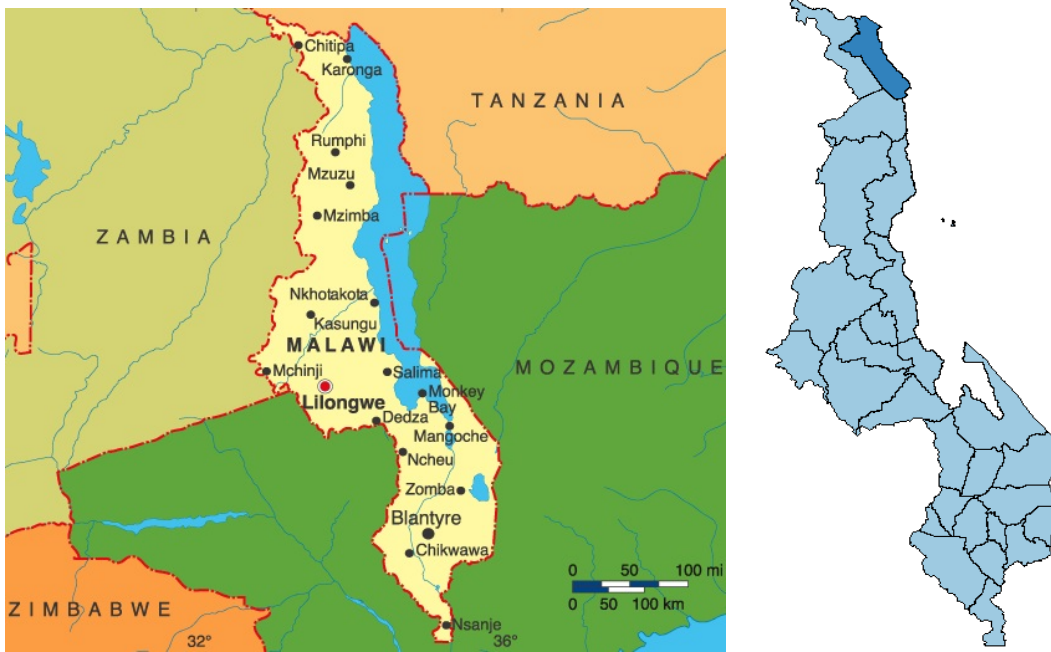 Chitipa
Karonga
TANZANIA
Rumphi
Mzuzu
Mzimba
ZAMBIA
Nkhotakota
Kasungu
MALAWI
MOZAMBIQUE
Mchinji
Salima
Monkey
Bay
Lilongwe
Dedza
Mangoche
Ncheu
Zomba
Blantyre
Chikwawa
0 50 100 mi
0 50 100 km
ZIMBABWE
Nsanje
32° 36°